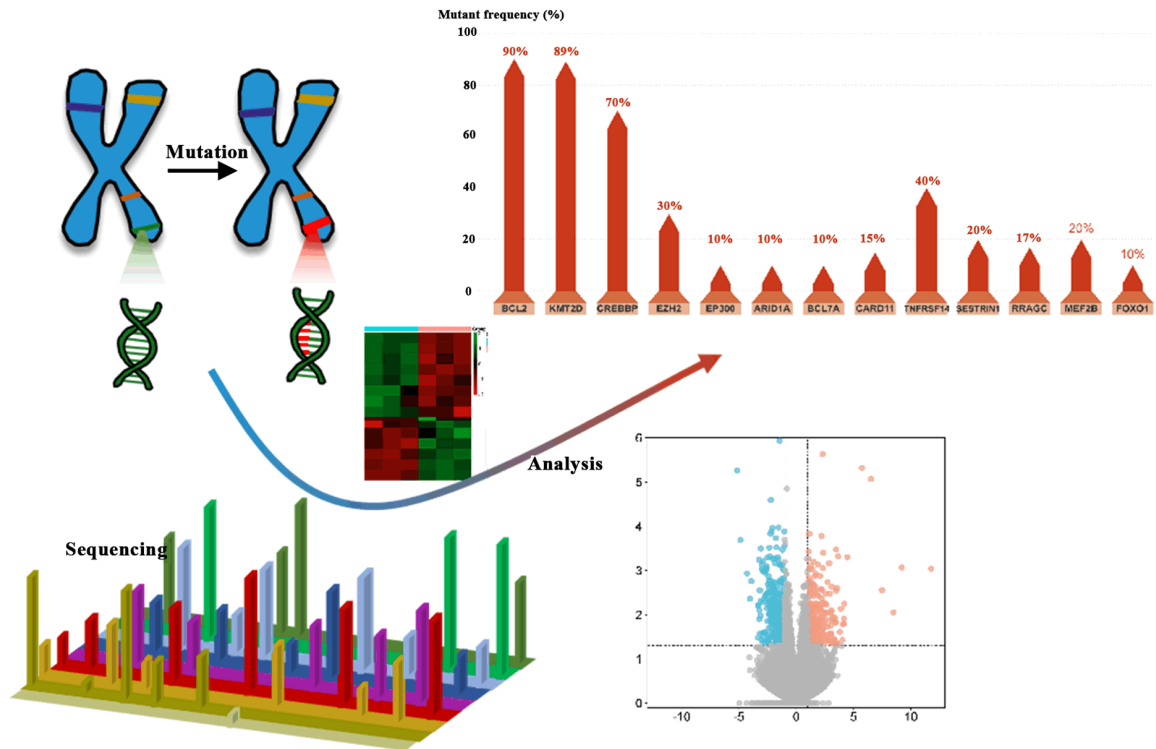 Mutant frequency (%)
100
80
60
40
20
0
90%
89%
70%
30%
10%
10%
10%
15%
40%
20%
17%
20%
10%
BCL2
KMT2D
CREBBP
EZH2
EP300
ARID1A
BCL7A
CARD11
TNFRSF14
SESTRIN1
RRAGC
MEF2B
FOXO1
Mutation
Group
Analysis
Sequencing
6
5
4
3
2
1
0
-10
-5
0
5
10